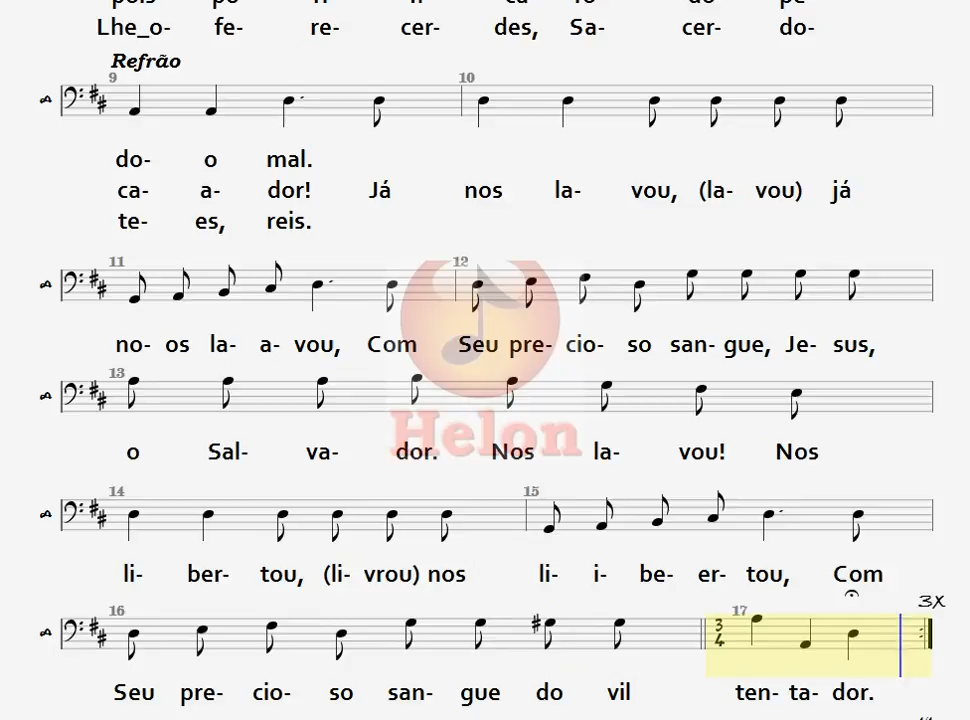 Lhe_o- fe- re- cer- des, Sa- cer- do-
Refrão
9 10
do- o mal.
ca- a- dor! Já nos la- vou, (la- vou) já
te- es, reis.
11 12
no- os la- a- vou, Com Seu pre- cio- so san- gue, Je- sus,
13
o Sal- va- dor. Nos la- vou! Nos
Helon
14 15
li- ber- tou, (li- vrou) nos li- i- be- er- tou, Com
16 17 3X
3
4
Seu pre- cio- so san- gue do vil ten- ta- dor.